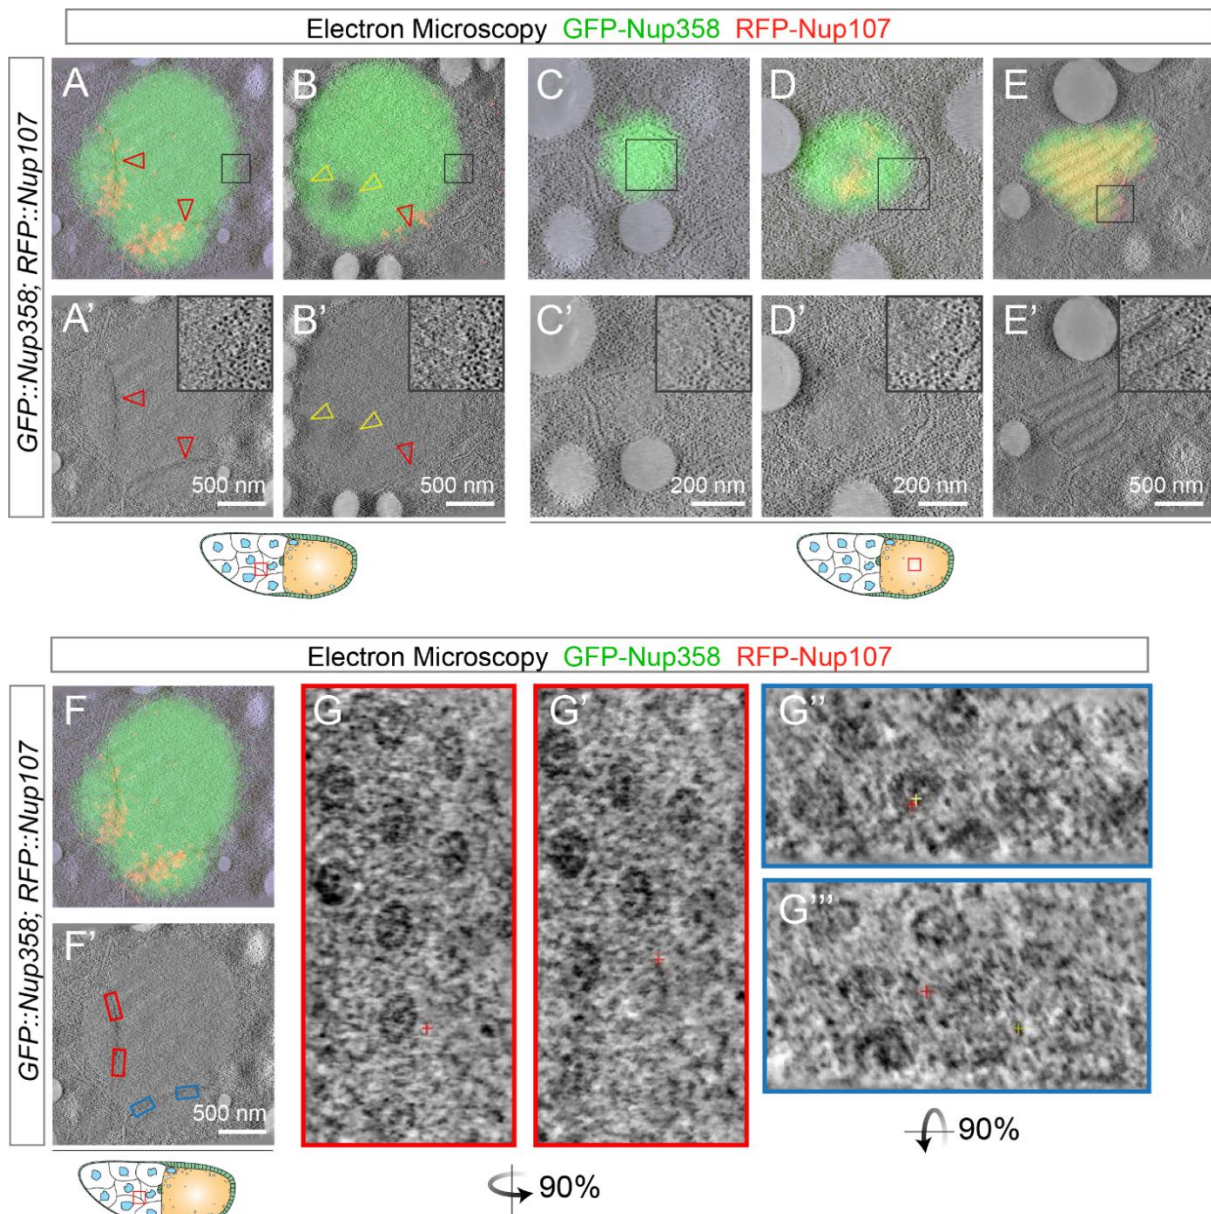 Electron Microscopy GFP-Nup358 RFP-Nup107
GFP::Nup358; RFP::Nup107
A
B
C
D
E
A'
B'
C'
D'
E'
500 nm
500 nm
200 nm
200 nm
500 nm
Electron Microscopy GFP-Nup358 RFP-Nup107
GFP::Nup358; RFP::Nup107
F
G
G'
G''
F'
G'''
500 nm
90%
90%